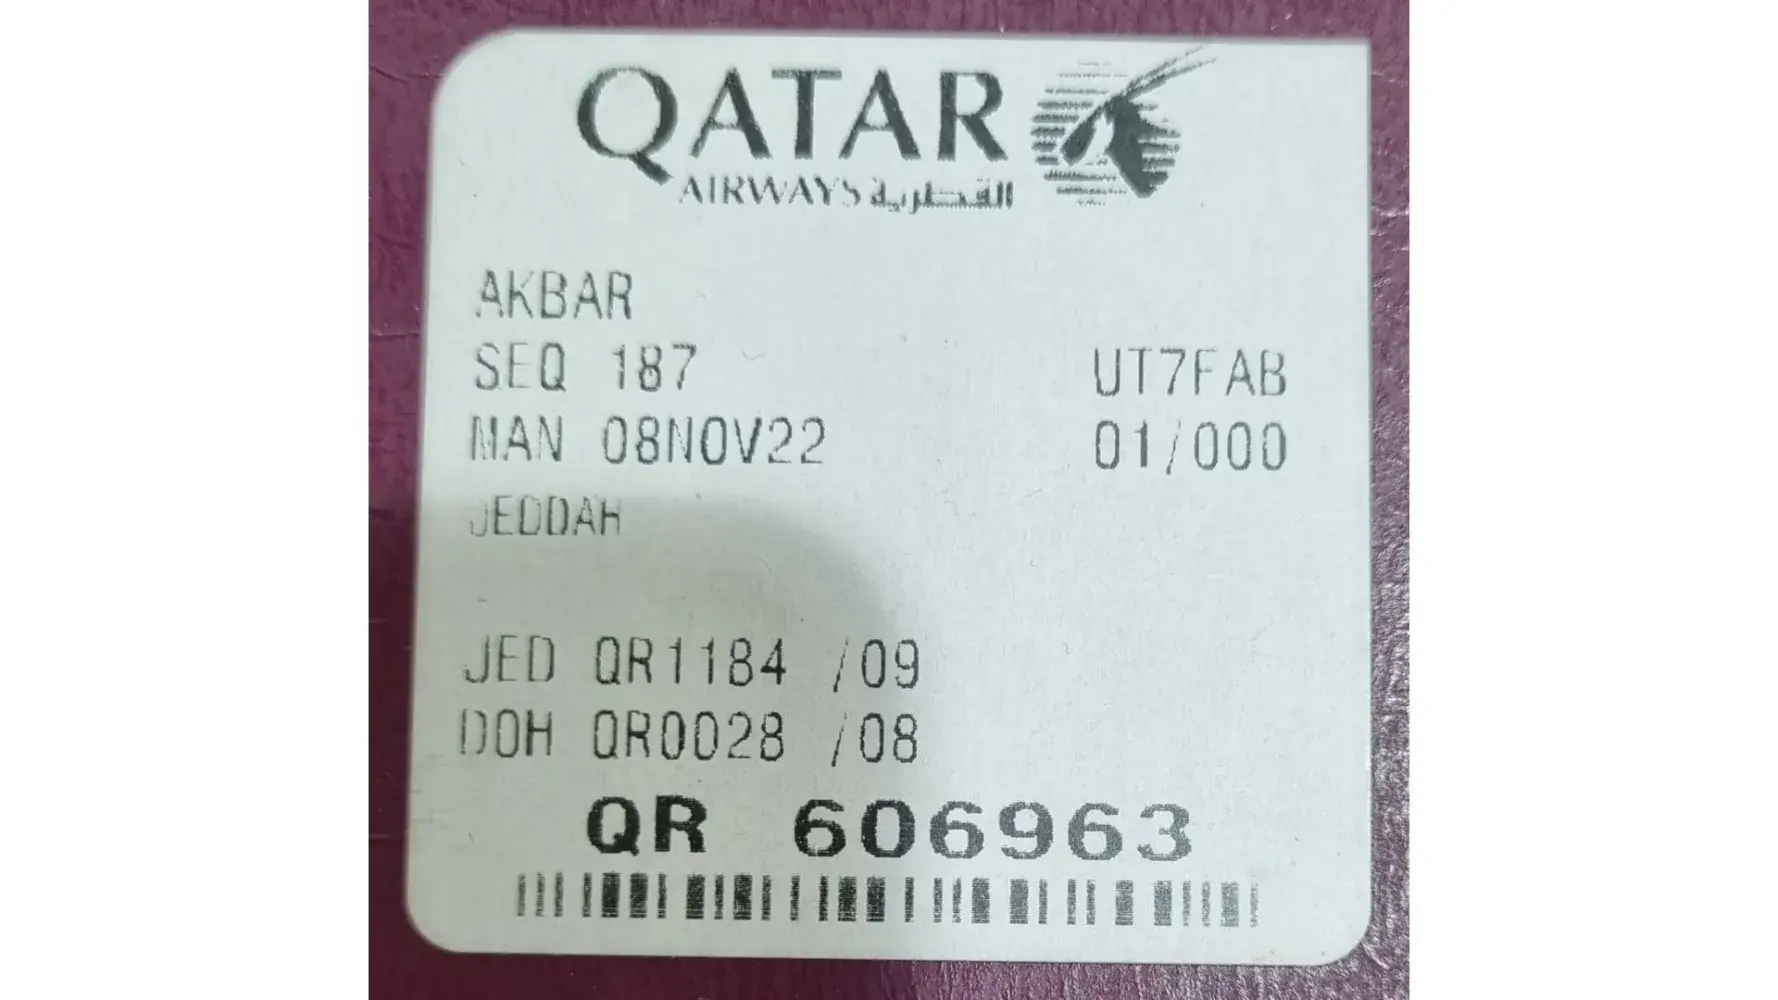 QATAR
AIRWAYS القطرية
AKBAR
SEQ 187 UT7FAB
MAN 08NOV22 01/000
JEDDAH
JED QR1184 /09
DOH QR0028 /08
QR 606963